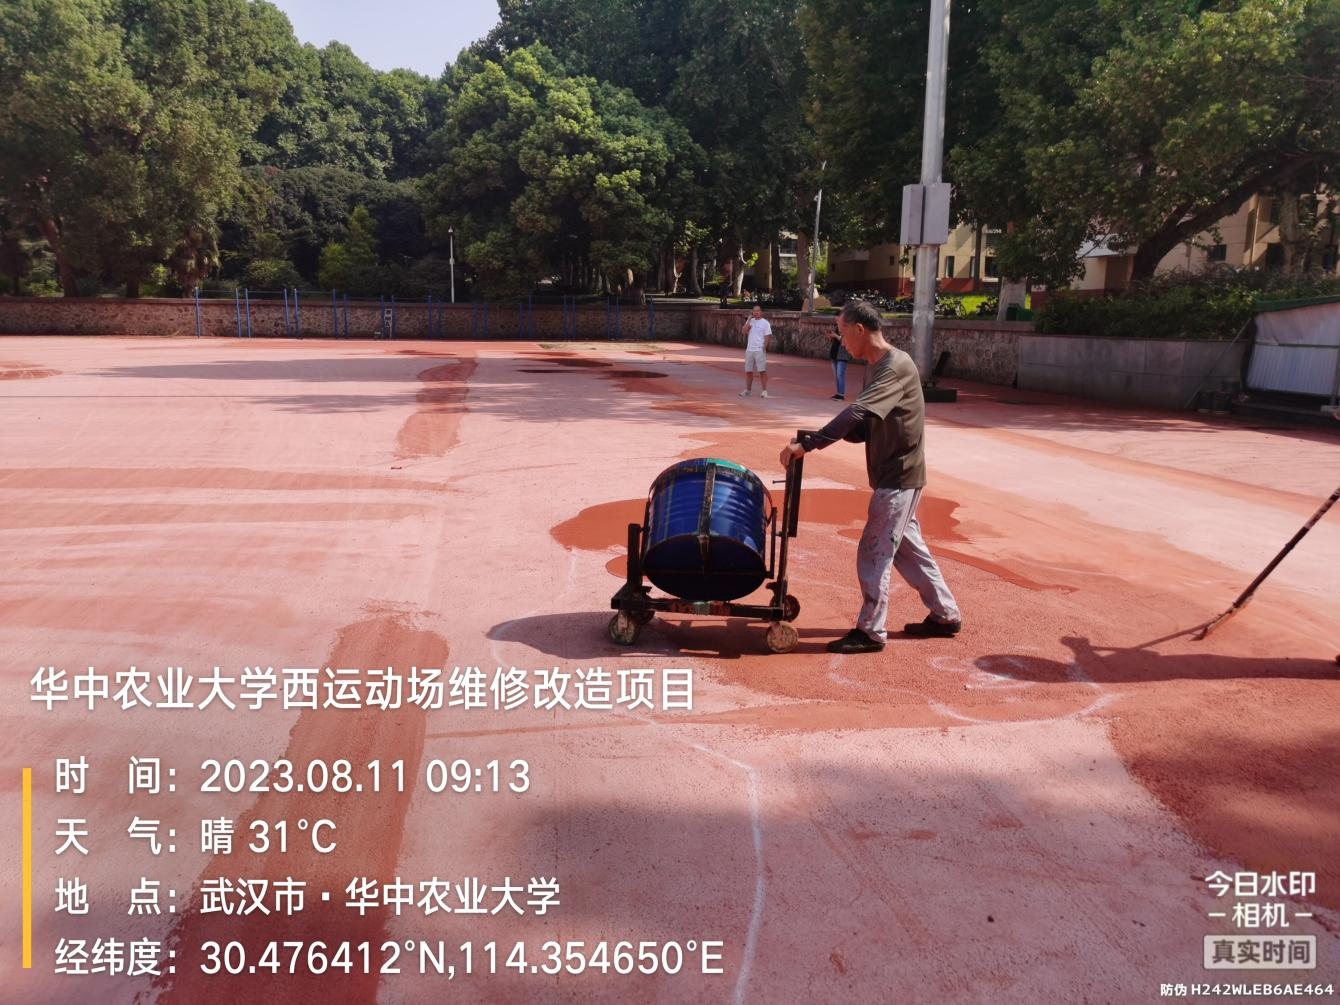 华中农业大学西运动场维修改造项目
时 间：2023.08.11 09:13
天 气：晴 31°C
地 点：武汉市·华中农业大学
经纬度：30.476412°N,114.354650°E
今日水印
-相机-
真实时间
防伪 H242WLEB6AE464